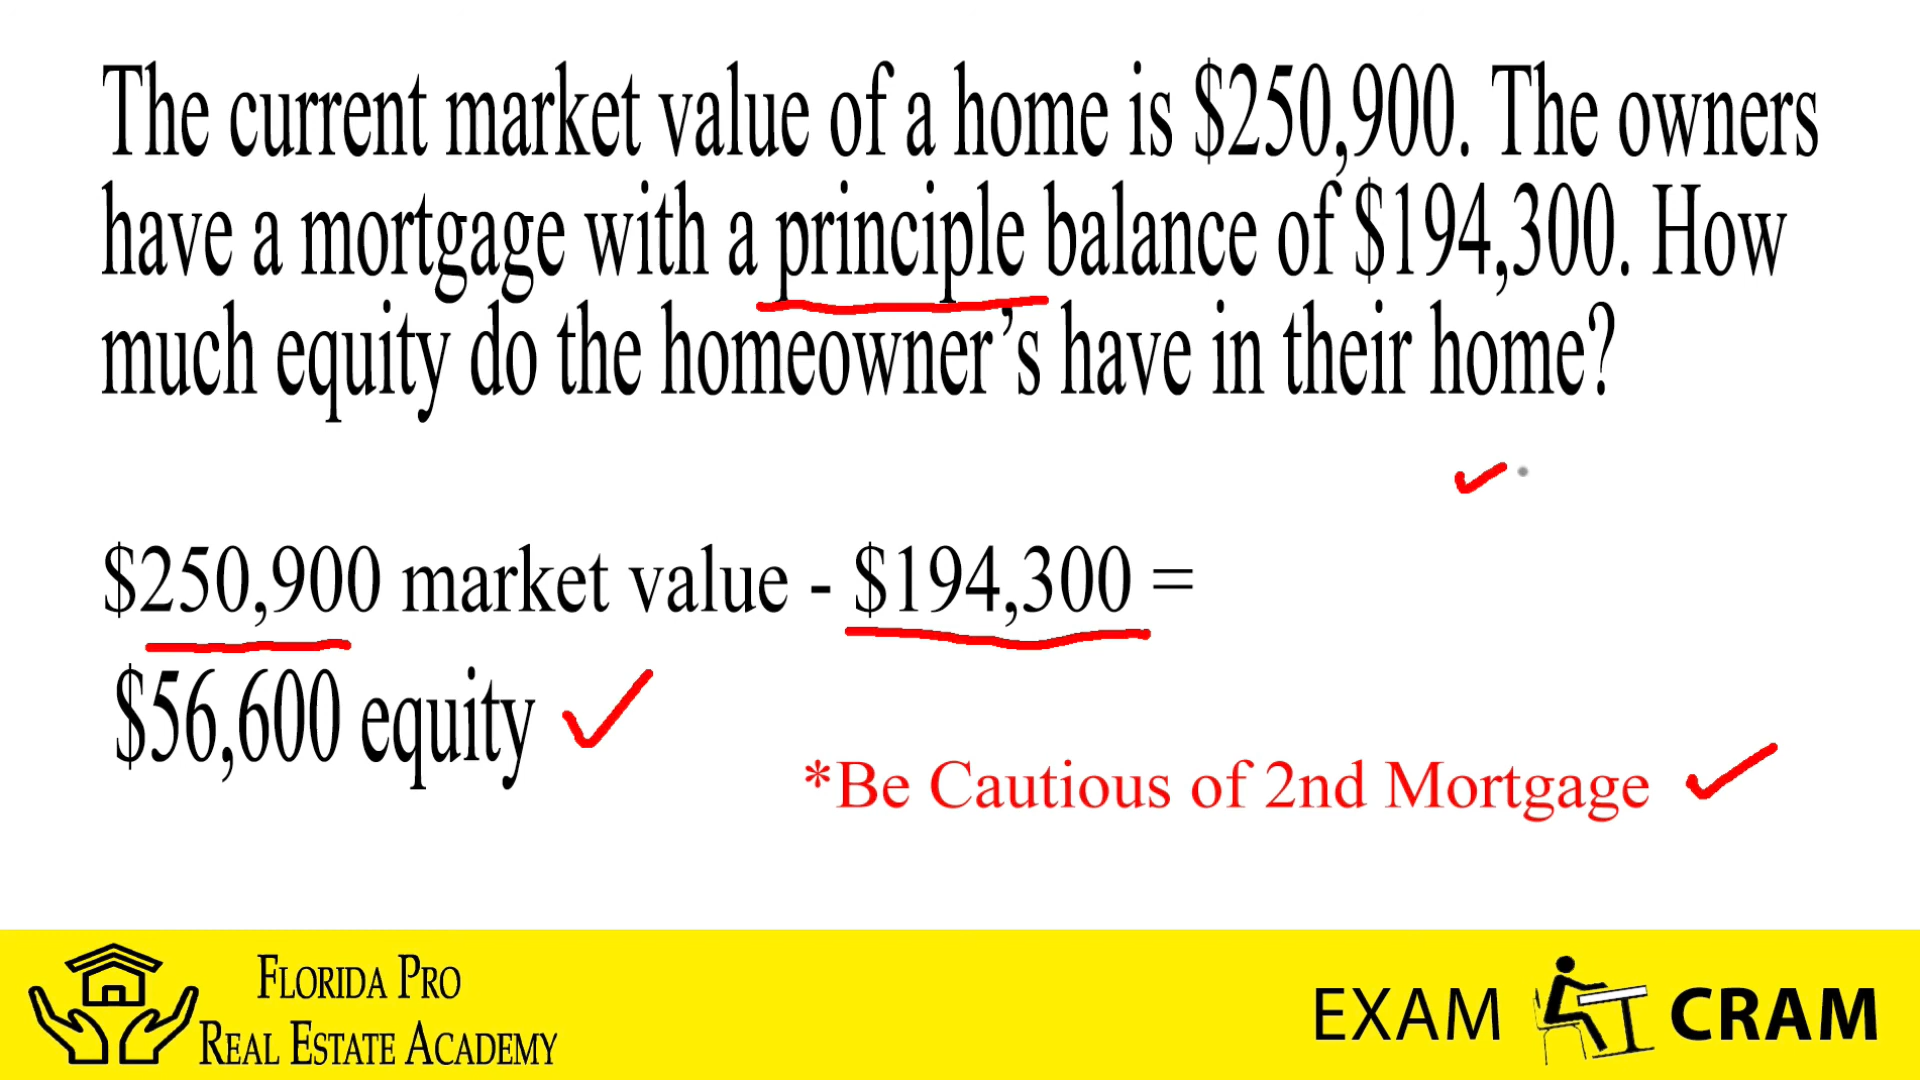 The current market value of a home is $250,900. The owners
have a mortgage with a principle balance of $194,300. How
much equity do the homeowner’s have in their home?
$250,900 market value - $194,300 =
$56,600 equity
*Be Cautious of 2nd Mortgage
FLORIDA PRO
REAL ESTATE ACADEMY
EXAM CRAM